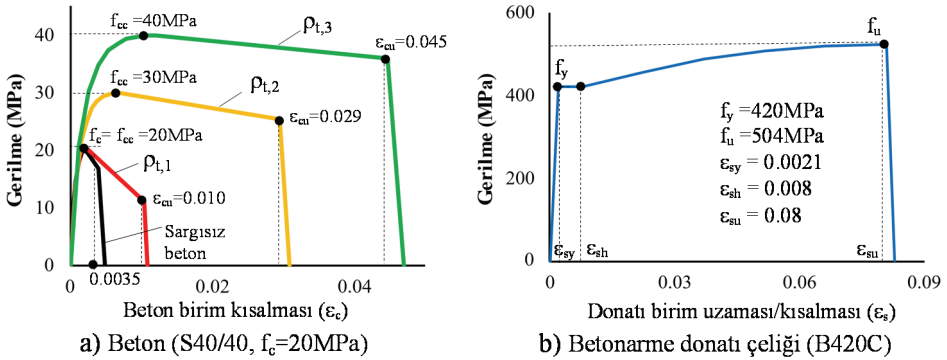 40
30
20
10
0
Gerilme (MPa)
f_cc=40MPa
ρ_t,3
ε_cu=0.045
f_cc=30MPa
ρ_t,2
ε_cu=0.029
f_c= f_cc=20MPa
ρ_t,1
ε_cu=0.010
Sargısız
beton
0.0035
0 0.02 0.04
Beton birim kısalması (ε_c)
a) Beton (S40/40, f_c=20MPa)
600
400
200
0
Gerilme (MPa)
f_y
f_u
f_y=420MPa
f_u=504MPa
ε_sy = 0.0021
ε_sh = 0.008
ε_su = 0.08
ε_sy ε_sh ε_su
0 0.03 0.06 0.09
Donatı birim uzaması/kısalması (ε_s)
b) Betonarme donatı çeliği (B420C)